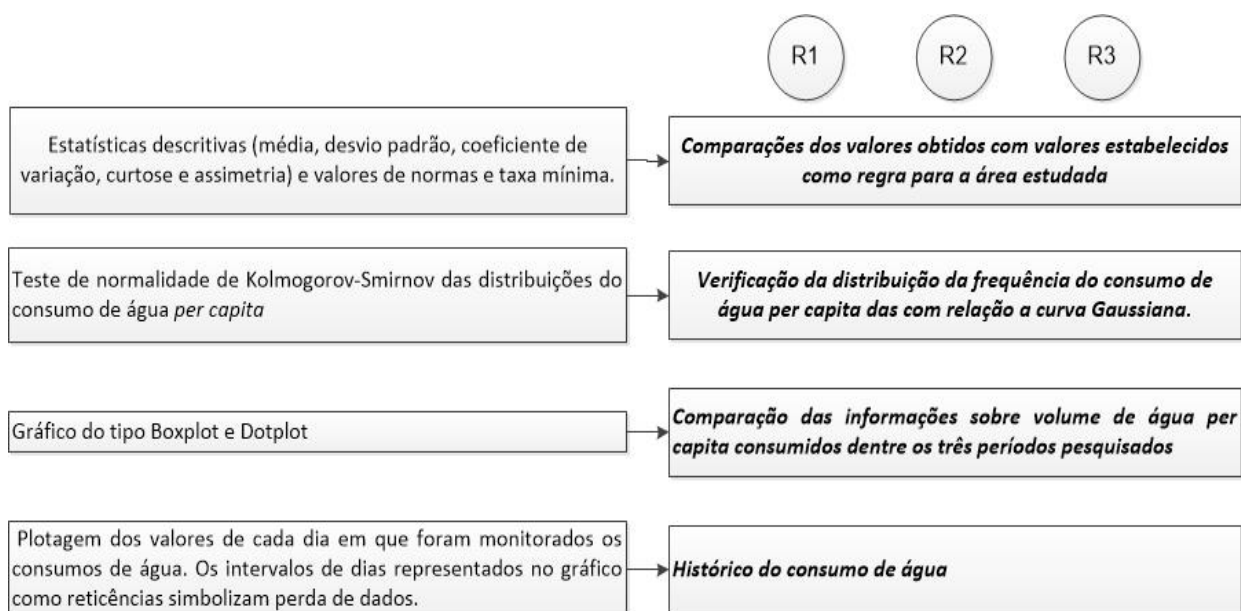 R1 R2 R3
Estatísticas descritivas (média, desvio padrão, coeficiente de
variação, curtose e assimetria) e valores de normas e taxa mínima.
Comparações dos valores obtidos com valores estabelecidos
como regra para a área estudada
Teste de normalidade de Kolmogorov-Smirnov das distribuições do
consumo de água per capita
Verificação da distribuição da frequência do consumo de
água per capita das com relação a curva Gaussiana.
Gráfico do tipo Boxplot e Dotplot
Comparação das informações sobre volume de água per
capita consumidos dentre os três períodos pesquisados
Plotagem dos valores de cada dia em que foram monitorados os
consumos de água. Os intervalos de dias representados no gráfico
como reticências simbolizam perda de dados.
Histórico do consumo de água